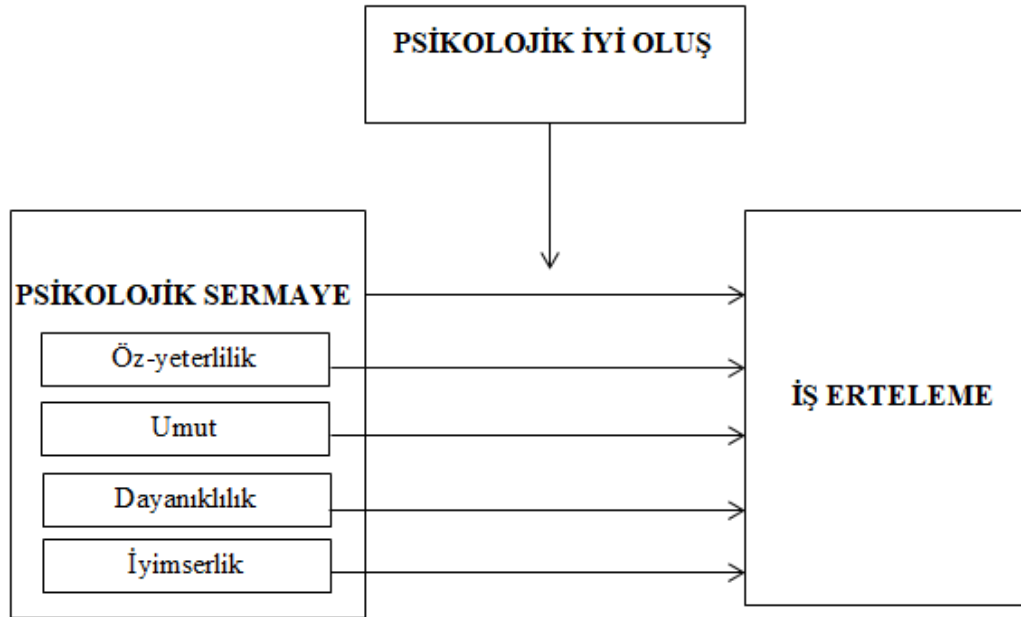 PSİKOLOJİK İYİ OLUŞ
PSİKOLOJİK SERMAYE
Öz-yeterlilik
Umut
Dayanıklılık
İyimserlik
İŞ ERTELEME